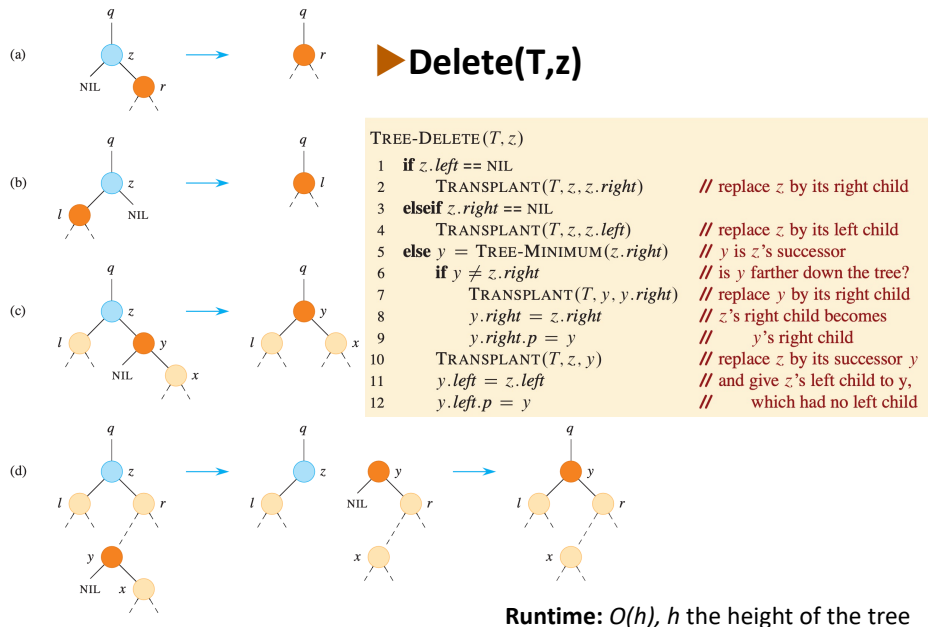 ▶Delete(T,z)
(a)
q
z
NIL
r
q
r
(b)
q
z
l
NIL
q
l
(c)
q
z
l
y
NIL
x
q
y
l
x
TREE-DELETE(T, z)
1 if z.left == NIL
2 TRANSPLANT(T, z, z.right) // replace z by its right child
3 elseif z.right == NIL
4 TRANSPLANT(T, z, z.left) // replace z by its left child
5 else y = TREE-MINIMUM(z.right) // y is z's successor
6 if y ≠ z.right // is y farther down the tree?
7 TRANSPLANT(T, y, y.right) // replace y by its right child
8 y.right = z.right // z's right child becomes
9 y.right.p = y // y's right child
10 TRANSPLANT(T, z, y) // replace z by its successor y
11 y.left = z.left // and give z's left child to y,
12 y.left.p = y // which had no left child
(d)
q
z
l
r
y
NIL
x
q
z
l
y
NIL
r
x
q
y
l
r
x
Runtime: O(h), h the height of the tree